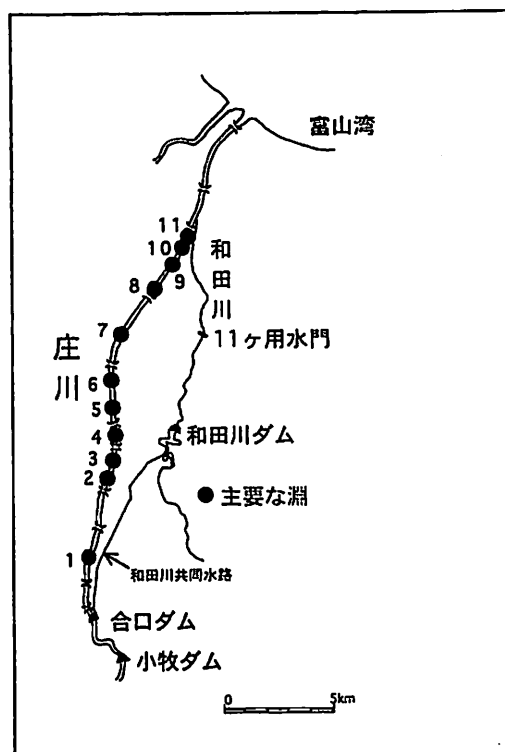 富山湾
11
10
9
8
和田川
7
11ヶ用水門
庄川
6
5
4
和田川ダム
3
2
●主要な淵
1
和田川共同水路
合口ダム
小牧ダム
0 5km